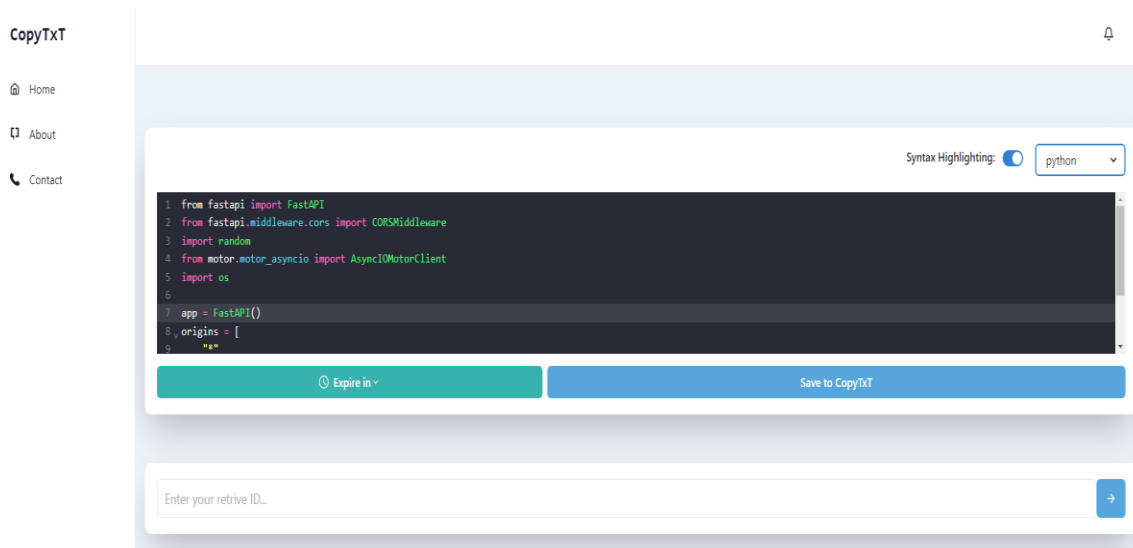 CopyTxT
Home
About
Contact
Syntax Highlighting: python
1 from fastapi import FastAPI
2 from fastapi.middleware.cors import CORSMiddleware
3 import random
4 from motor.motor_asyncio import AsyncIOMotorClient
5 import os
6
7 app = FastAPI()
8 origins = [
9 "*"
Expire in
Save to CopyTxT
Enter your retrive ID...